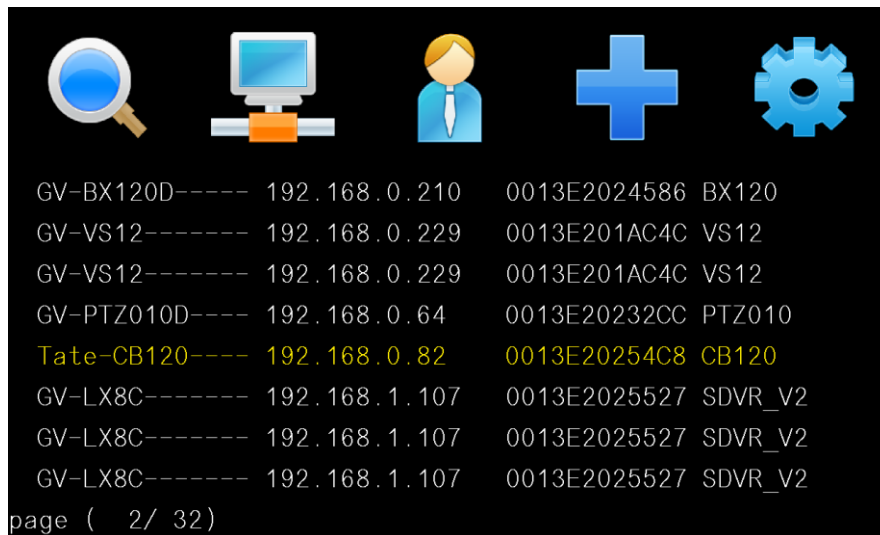 GV-BX120D----- 192.168.0.210 0013E2024586 BX120
GV-VS12------- 192.168.0.229 0013E201AC4C VS12
GV-VS12------- 192.168.0.229 0013E201AC4C VS12
GV-PTZ010D---- 192.168.0.64 0013E20232CC PTZ010
Tate-CB120---- 192.168.0.82 0013E20254C8 CB120
GV-LX8C------- 192.168.1.107 0013E2025527 SDVR_V2
GV-LX8C------- 192.168.1.107 0013E2025527 SDVR_V2
GV-LX8C------- 192.168.1.107 0013E2025527 SDVR_V2
page ( 2/ 32)